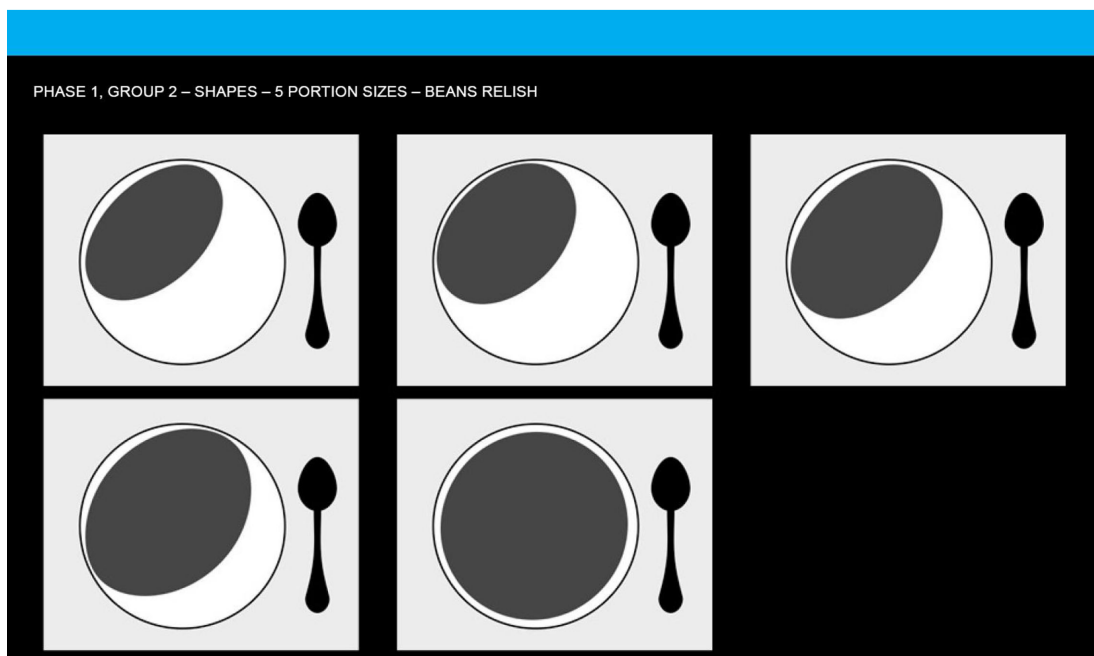 PHASE 1, GROUP 2 – SHAPES – 5 PORTION SIZES – BEANS RELISH